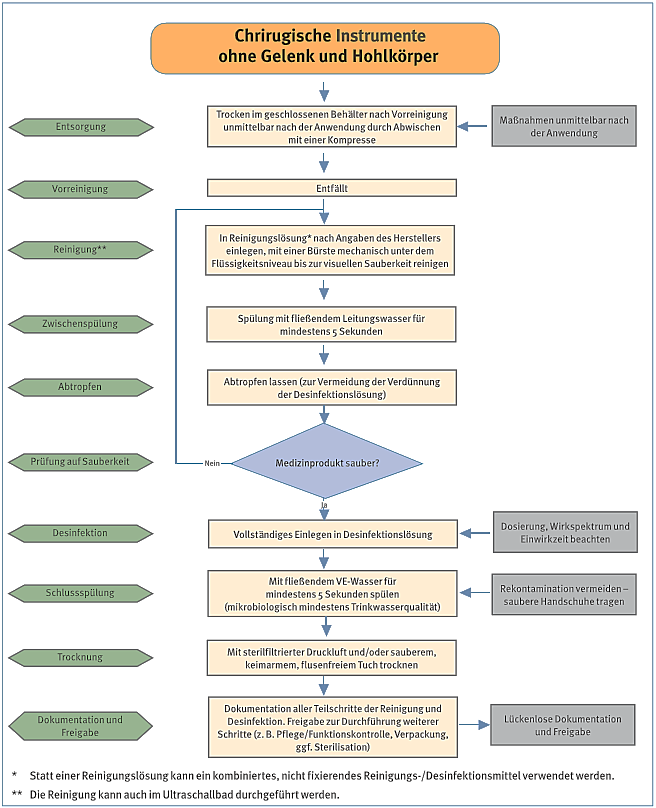 Chrirugische Instrumente
ohne Gelenk und Hohlkörper
Entsorgung
Trocken im geschlossenen Behälter nach Vorreinigung
unmittelbar nach der Anwendung durch Abwischen
mit einer Kompresse
Maßnahmen unmittelbar nach
der Anwendung
Vorreinigung
Entfällt
Reinigung**
In Reinigungslösung* nach Angaben des Herstellers
einlegen, mit einer Bürste mechanisch unter dem
Flüssigkeitsniveau bis zur visuellen Sauberkeit reinigen
Zwischenspülung
Spülung mit fließendem Leitungswasser für
mindestens 5 Sekunden
Abtropfen
Abtropfen lassen (zur Vermeidung der Verdünnung
der Desinfektionslösung)
Prüfung auf Sauberkeit
Nein
Medizinprodukt sauber?
Ja
Desinfektion
Vollständiges Einlegen in Desinfektionslösung
Dosierung, Wirkspektrum und
Einwirkzeit beachten
Schlussspülung
Mit fließendem VE-Wasser für
mindestens 5 Sekunden spülen
(mikrobiologisch mindestens Trinkwasserqualität)
Rekontamination vermeiden –
saubere Handschuhe tragen
Trocknung
Mit sterilfiltrierter Druckluft und/oder sauberem,
keimarmem, flusenfreiem Tuch trocknen
Dokumentation und
Freigabe
Dokumentation aller Teilschritte der Reinigung und
Desinfektion. Freigabe zur Durchführung weiterer
Schritte (z. B. Pflege/Funktionskontrolle, Verpackung,
ggf. Sterilisation)
Lückenlose Dokumentation
und Freigabe
* Statt einer Reinigungslösung kann ein kombiniertes, nicht fixierendes Reinigungs-/Desinfektionsmittel verwendet werden.
** Die Reinigung kann auch im Ultraschallbad durchgeführt werden.